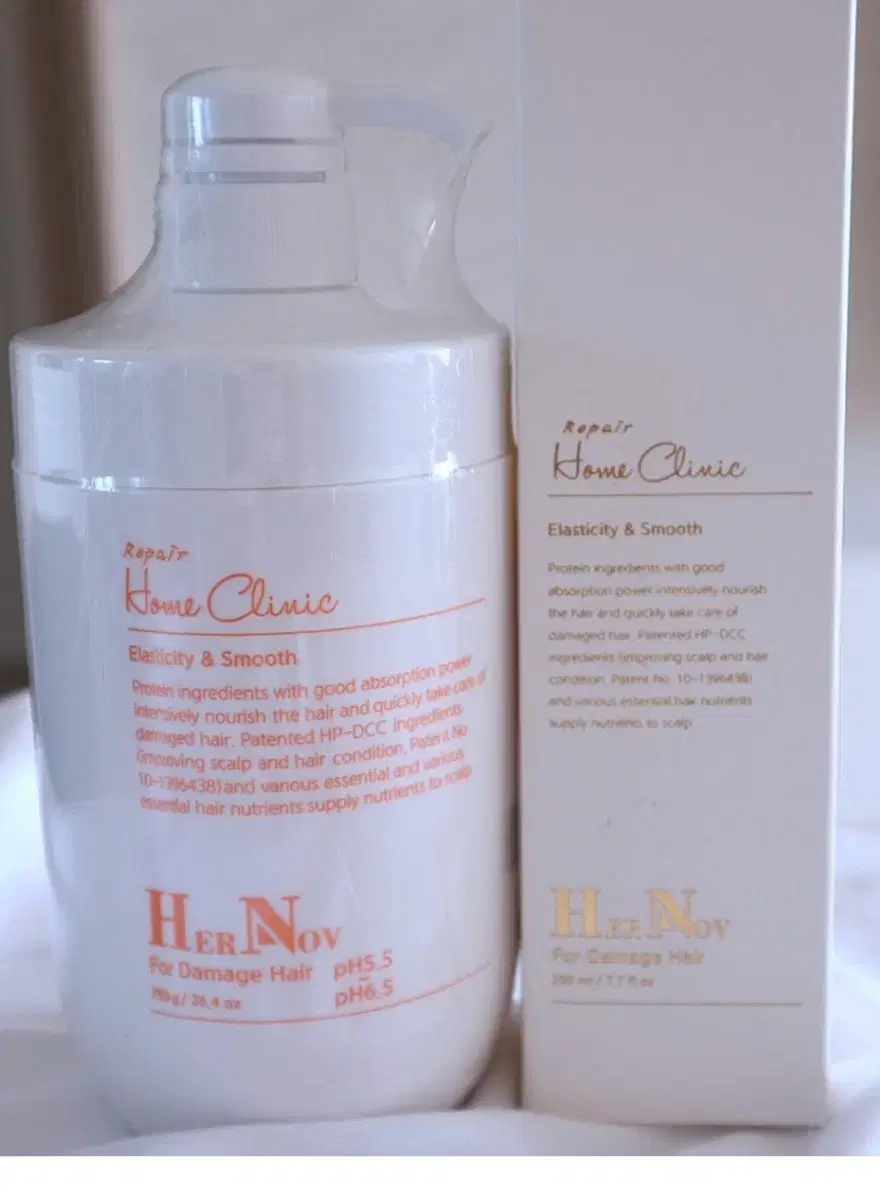 Repair
Home Clinic
Elasticity & Smooth
Protein ingredients with good absorption power
intensively nourish the hair and quickly take care of
damaged hair. Patented HP-DCC ingredients
(improving scalp and hair condition, Patent No
10-1396438) and various essential and various
essential hair nutrients supply nutrients to scalp
HERNOV
For Damage Hair pH5.5
~
pH6.5
/ 26.4 oz
Repair
Home Clinic
Elasticity & Smooth
Protein ingredients with good
absorption power intensively nourish
the hair and quickly take care of
damaged hair. Patented HP-DCC
ingredients (improving scalp and hair
condition, Patent No. 10-1396438)
and various essential hair nutrients
supply nutrients to scalp
HERNOV
For Damage Hair